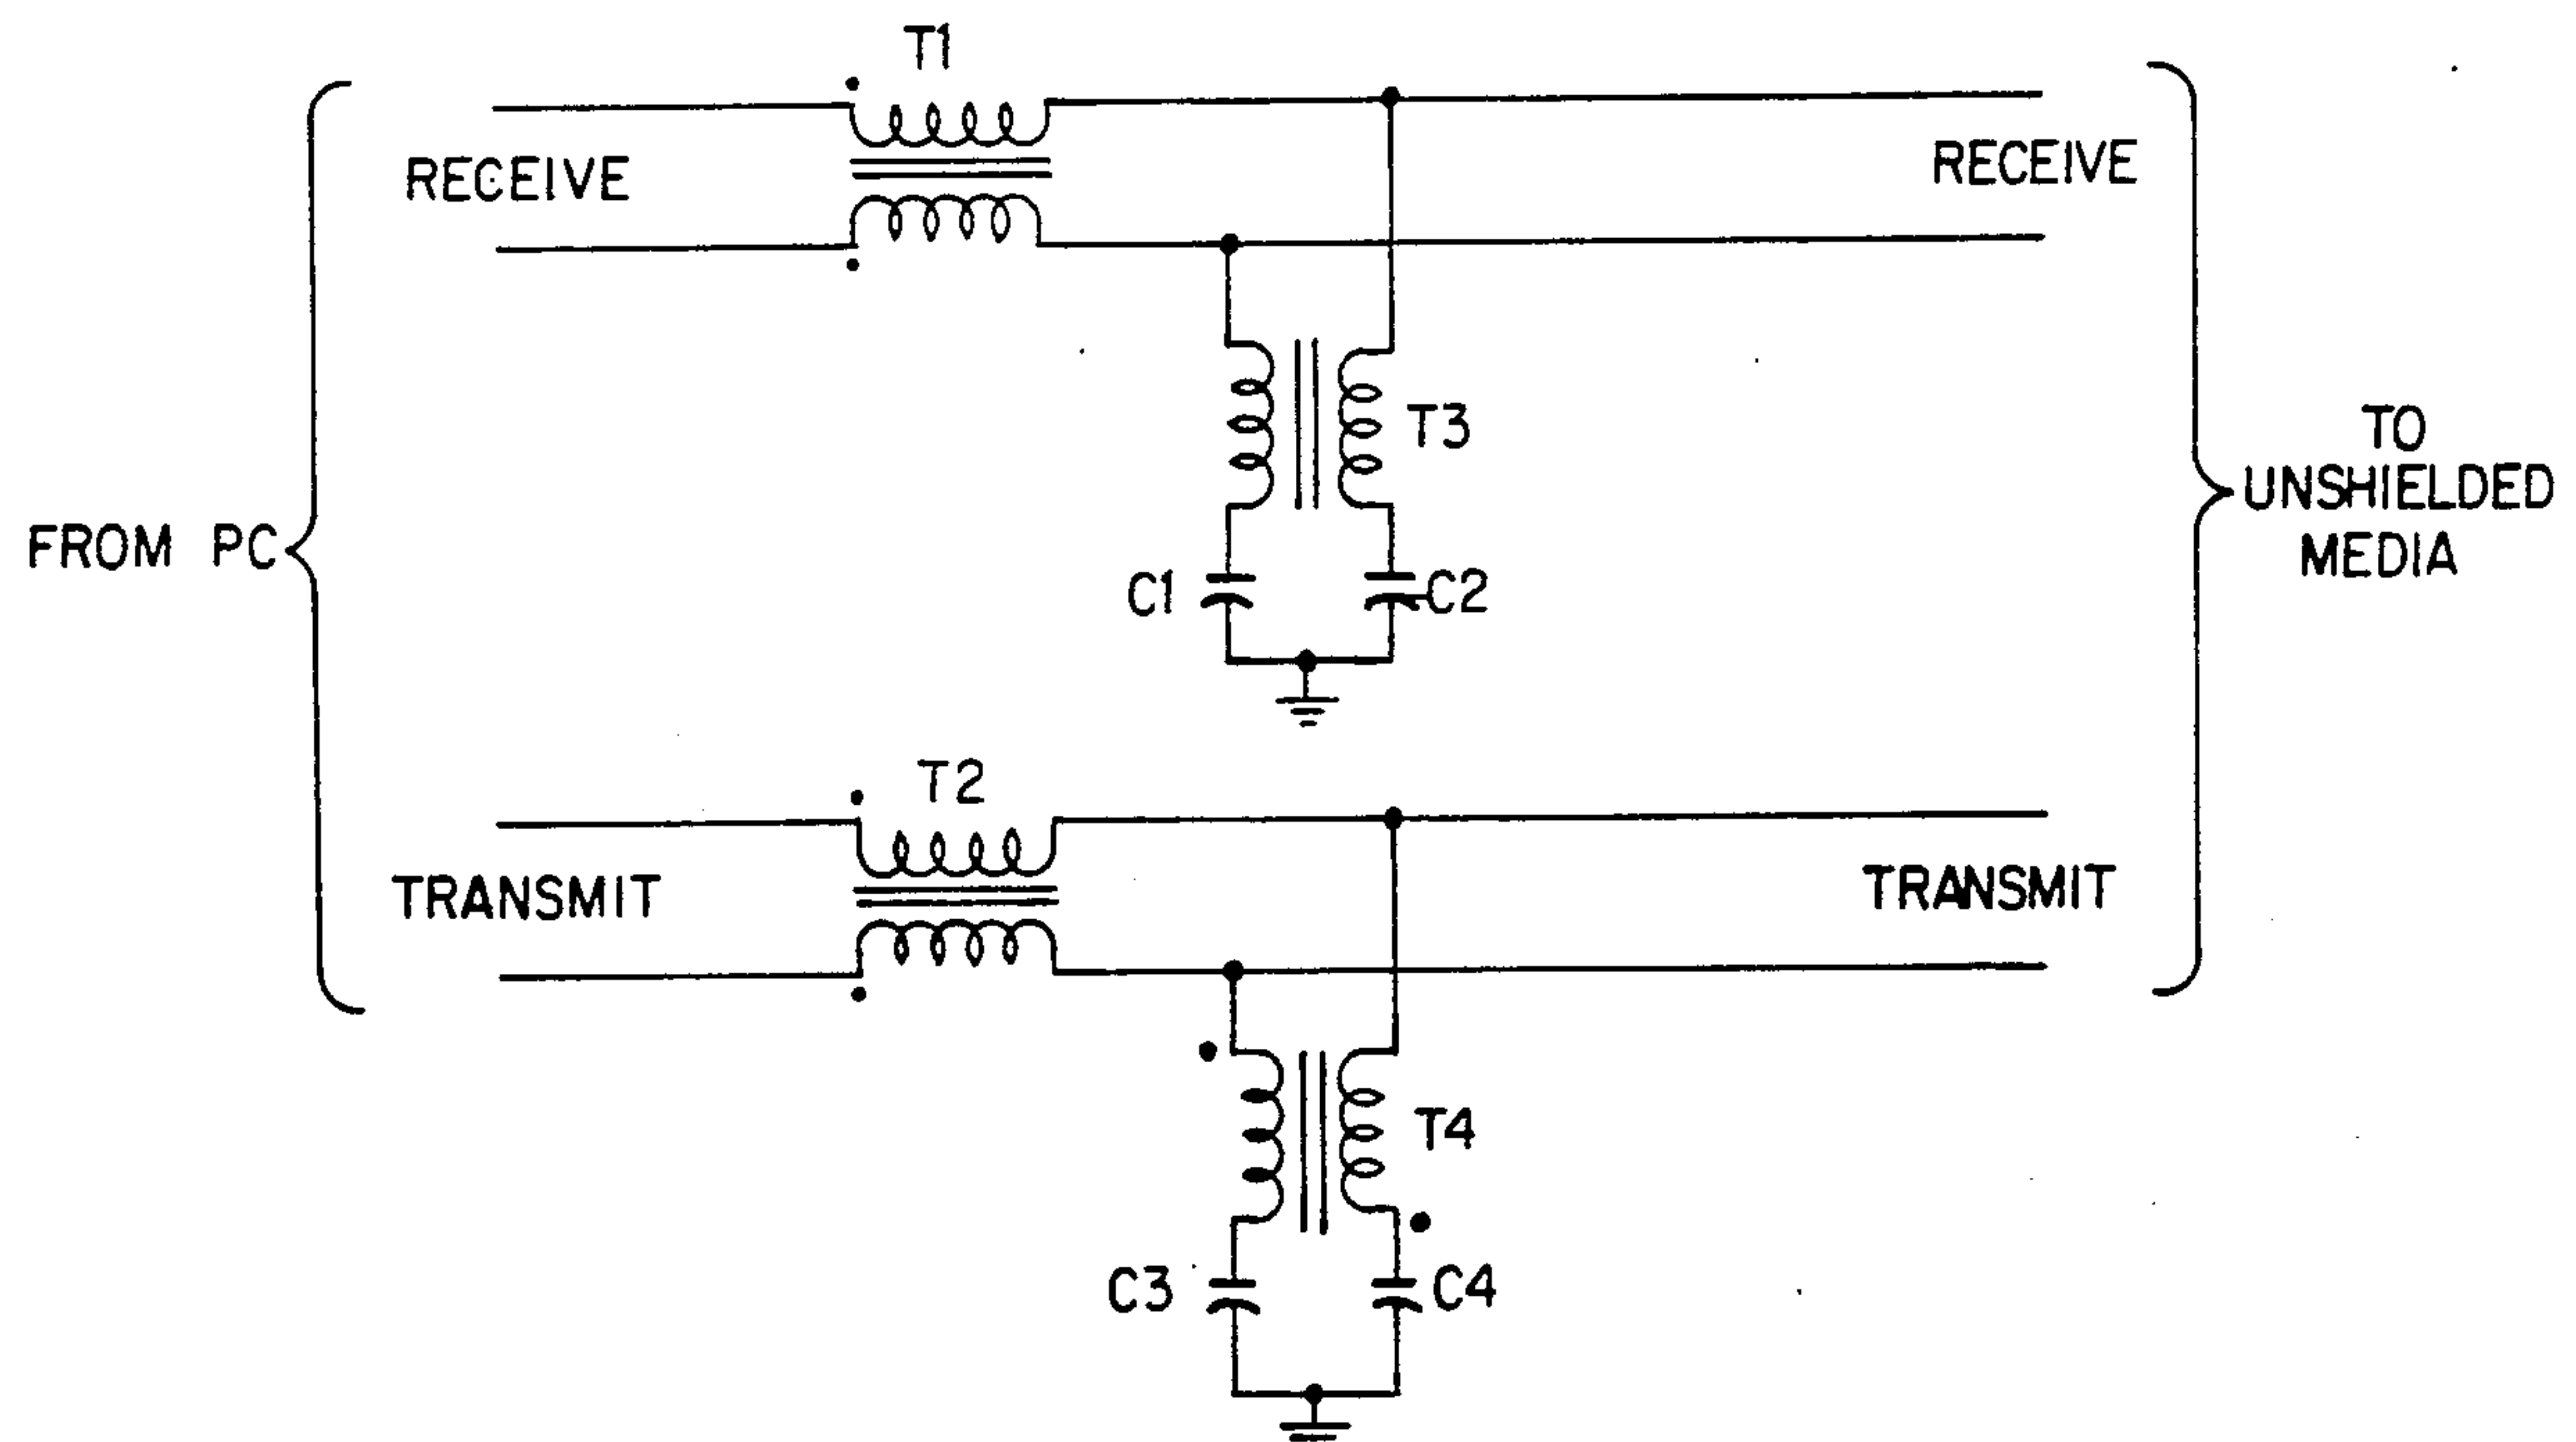 T1
RECEIVE
RECEIVE
T3
TO
UNSHIELDED
MEDIA
FROM PC
C1
C2
T2
TRANSMIT
TRANSMIT
T4
C3
C4